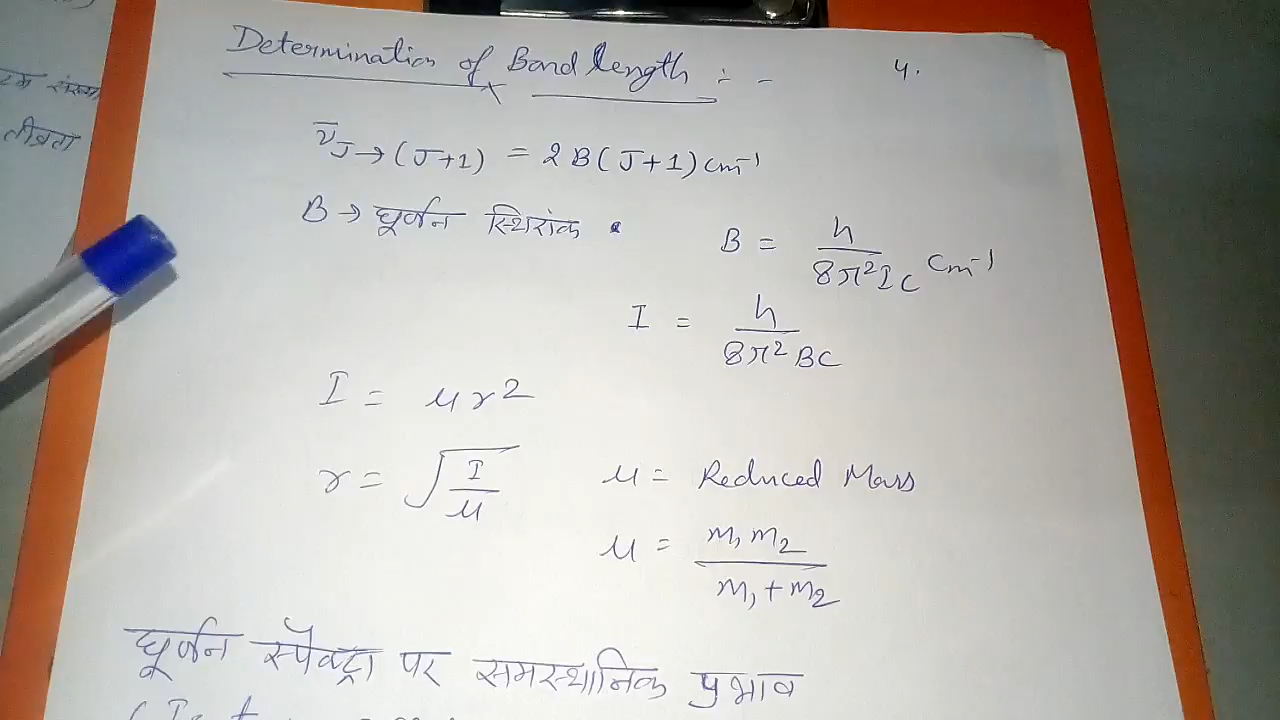 Determination of Bond length :- 4.
ν̄ J→(J+1) = 2B(J+1) cm⁻¹
B → घूर्णन स्थिरांक
B = h / 8π²IC cm⁻¹
I = h / 8π²BC
I = μr²
r = √(I / μ)
μ = Reduced Mass
μ = m₁m₂ / m₁+m₂
घूर्णन स्पैक्ट्रा पर समस्थानिक प्रभाव
तीव्रता